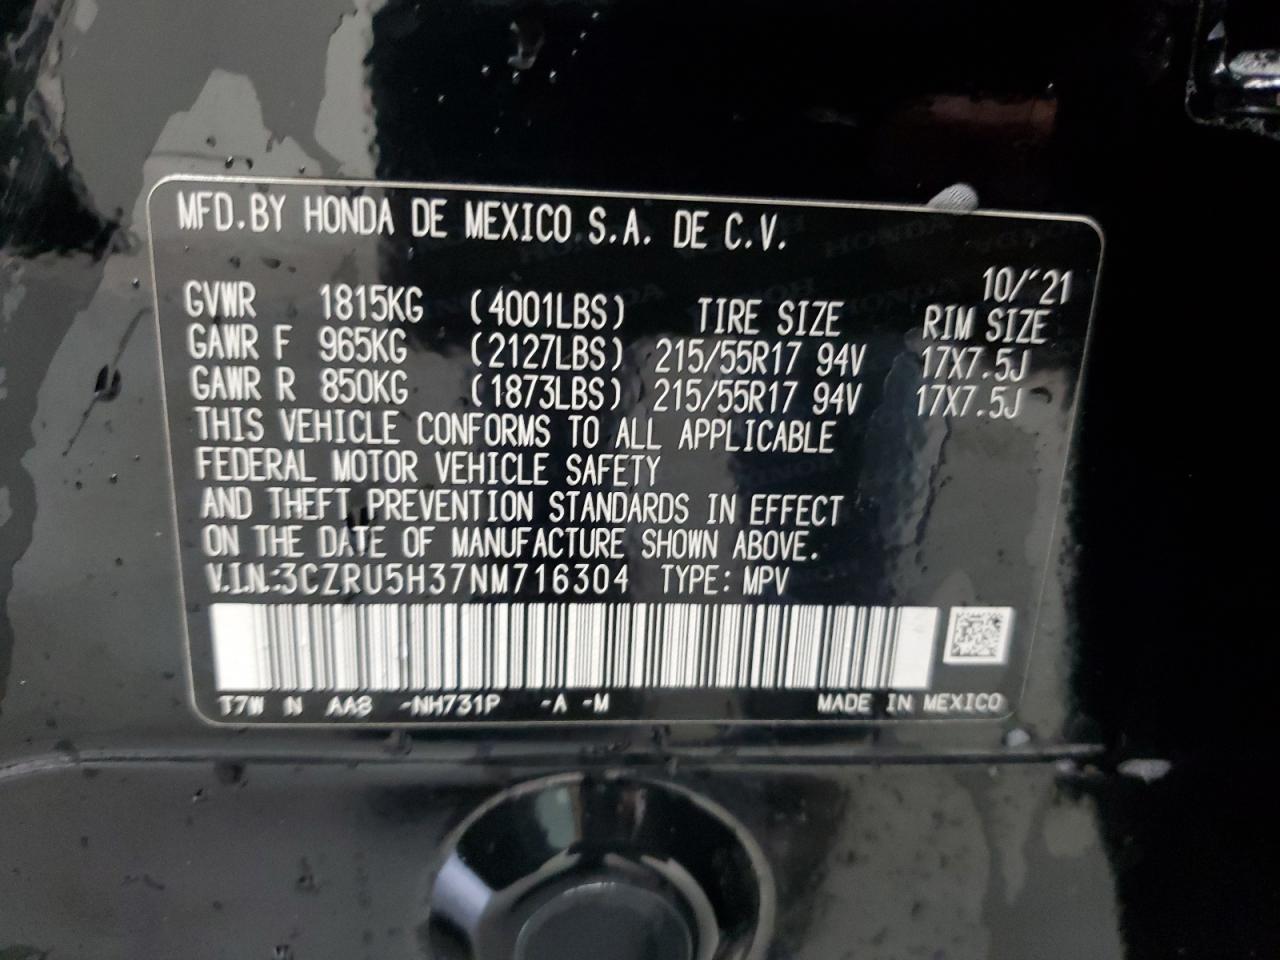 MFD.BY HONDA DE MEXICO S.A. DE C.V.
10/'21
GVWR 1815KG (4001LBS) TIRE SIZE RIM SIZE
GAWR F 965KG (2127LBS) 215/55R17 94V 17X7.5J
GAWR R 850KG (1873LBS) 215/55R17 94V 17X7.5J
THIS VEHICLE CONFORMS TO ALL APPLICABLE
FEDERAL MOTOR VEHICLE SAFETY
AND THEFT PREVENTION STANDARDS IN EFFECT
ON THE DATE OF MANUFACTURE SHOWN ABOVE.
V.I.N.:3CZRU5H37NM716304 TYPE: MPV
T7W N AA8 -NH731P -A -M MADE IN MEXICO